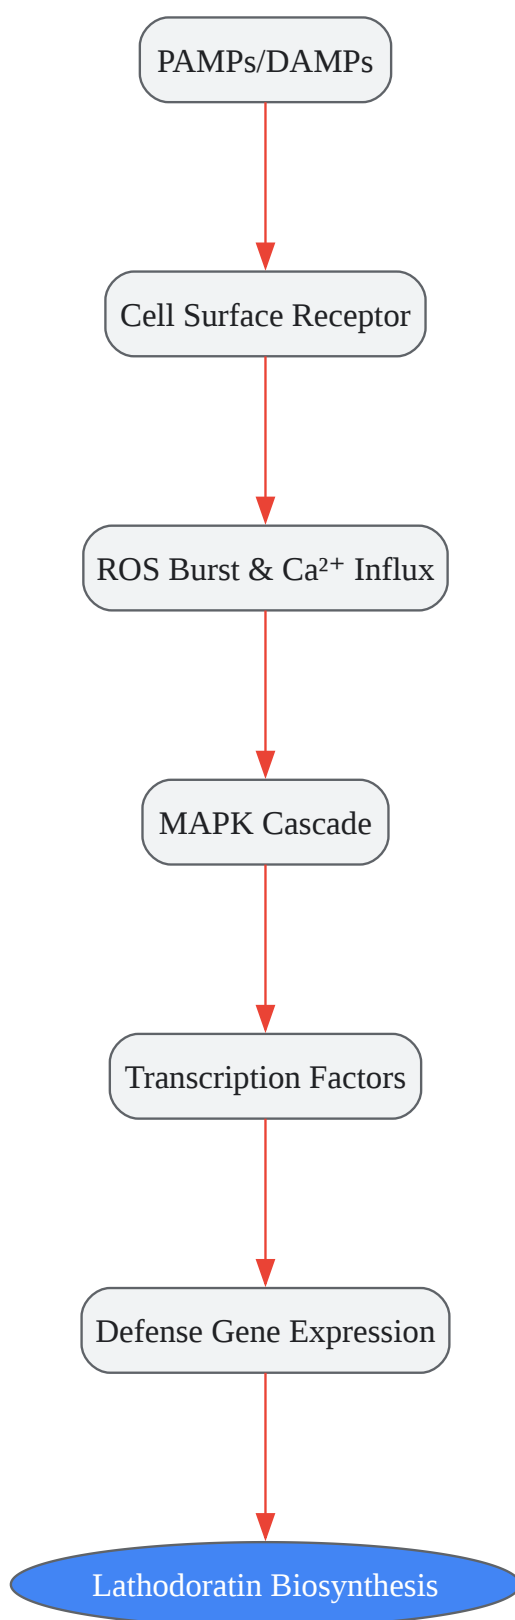 PAMPs/DAMPs
Cell Surface Receptor
ROS Burst & Ca²⁺ Influx
MAPK Cascade
Transcription Factors
Defense Gene Expression
Lathodoratin Biosynthesis